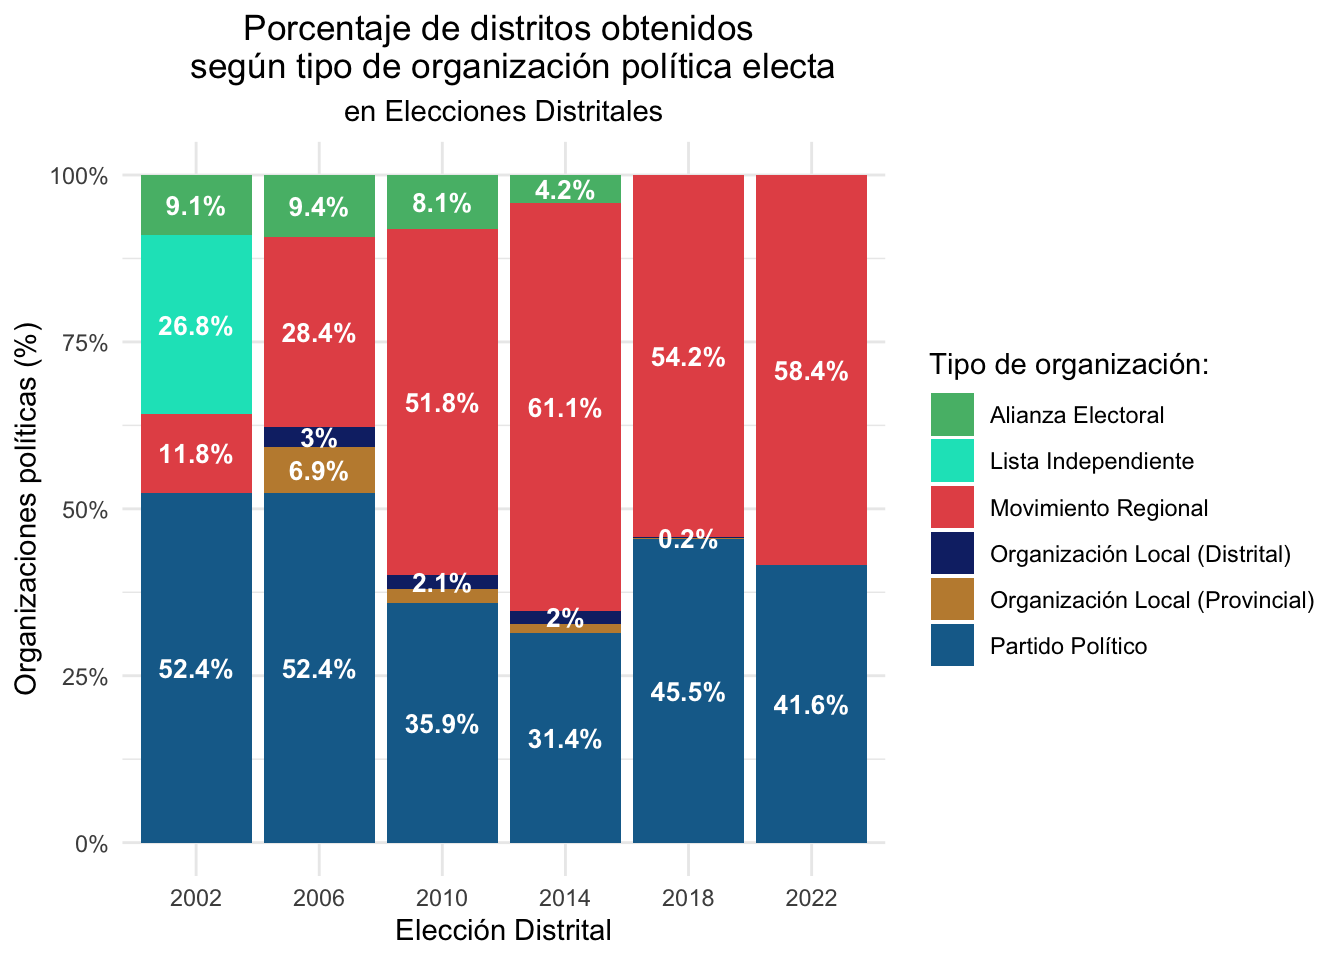 Porcentaje de distritos obtenidos
según tipo de organización política electa
en Elecciones Distritales
Organizaciones políticas (%)
100%
75%
50%
25%
0%
9.1%
26.8%
11.8%
52.4%
9.4%
28.4%
3%
6.9%
52.4%
8.1%
51.8%
2.1%
35.9%
4.2%
61.1%
2%
31.4%
54.2%
0.2%
45.5%
58.4%
41.6%
2002 2006 2010 2014 2018 2022
Elección Distrital
Tipo de organización:
Alianza Electoral
Lista Independiente
Movimiento Regional
Organización Local (Distrital)
Organización Local (Provincial)
Partido Político